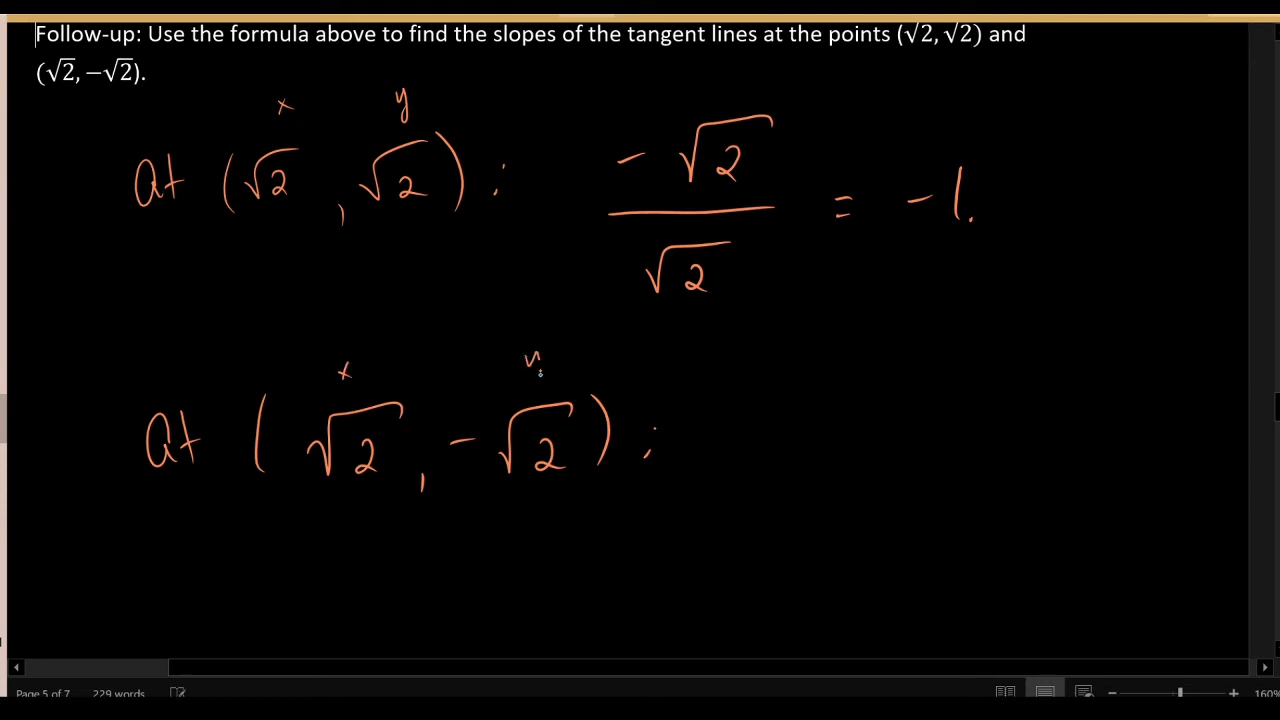 Follow-up: Use the formula above to find the slopes of the tangent lines at the points (√2, √2) and
(√2, −√2).
x y
At (√2, √2): -√2/√2 = -1.
x
At (√2, -√2):
Page 5 of 7 229 words 160%